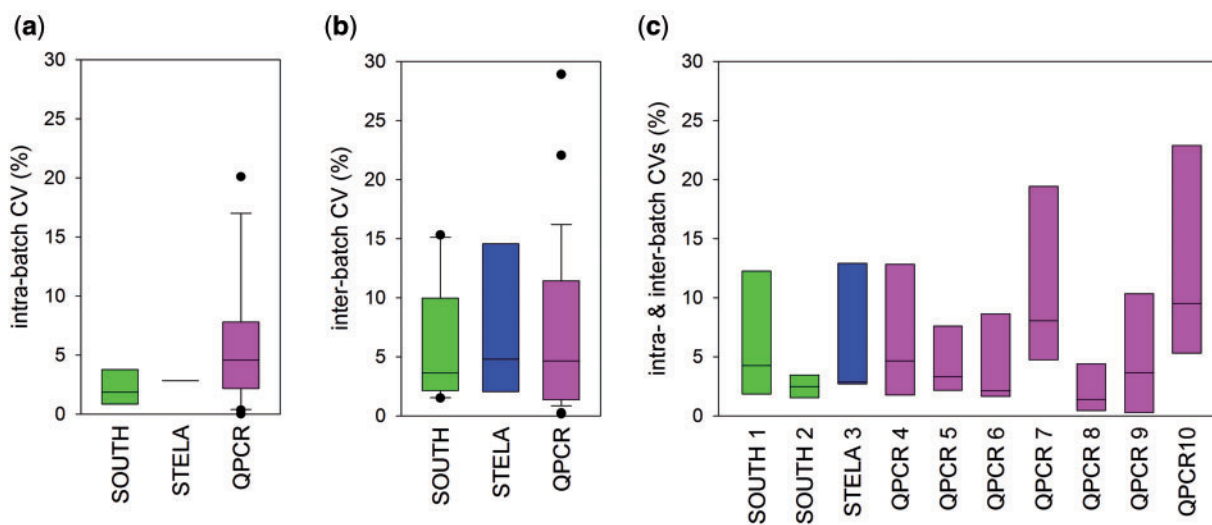 (a)
intra-batch CV (%)
30
25
20
15
10
5
0
SOUTH
STELA
QPCR
(b)
inter-batch CV (%)
30
25
20
15
10
5
0
SOUTH
STELA
QPCR
(c)
intra- & inter-batch CVs (%)
30
25
20
15
10
5
0
SOUTH 1
SOUTH 2
STELA 3
QPCR 4
QPCR 5
QPCR 6
QPCR 7
QPCR 8
QPCR 9
QPCR10